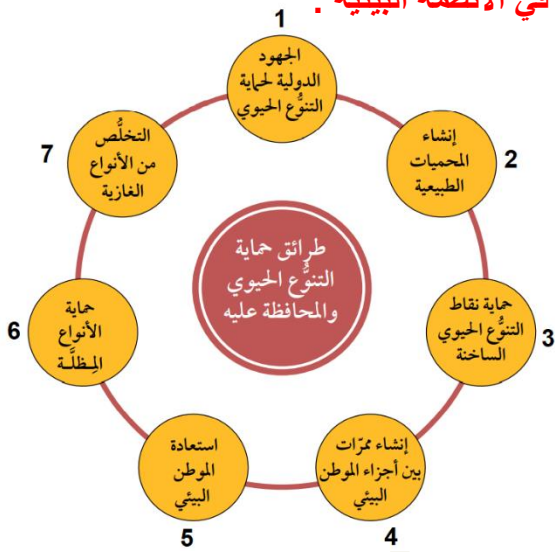 في الأنظمة البيئية :
1
الجهود
الدولية لحماية
التنوُّع الحيوي
2
إنشاء
المحميات
الطبيعية
3
حماية نقاط
التنوُّع الحيوي
الساخنة
4
إنشاء ممرّات
بين أجزاء الموطن
البيئي
5
استعادة
الموطن
البيئي
6
حماية
الأنواع
المِظلَّة
7
التخلُّص
من الأنواع
الغازية
طرائق حماية
التنوُّع الحيوي
والمحافظة عليه